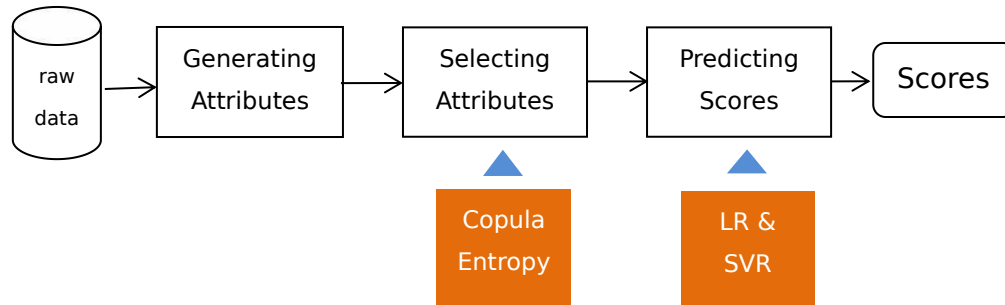 raw
data
Generating
Attributes
Selecting
Attributes
Predicting
Scores
Scores
Copula
Entropy
LR &
SVR